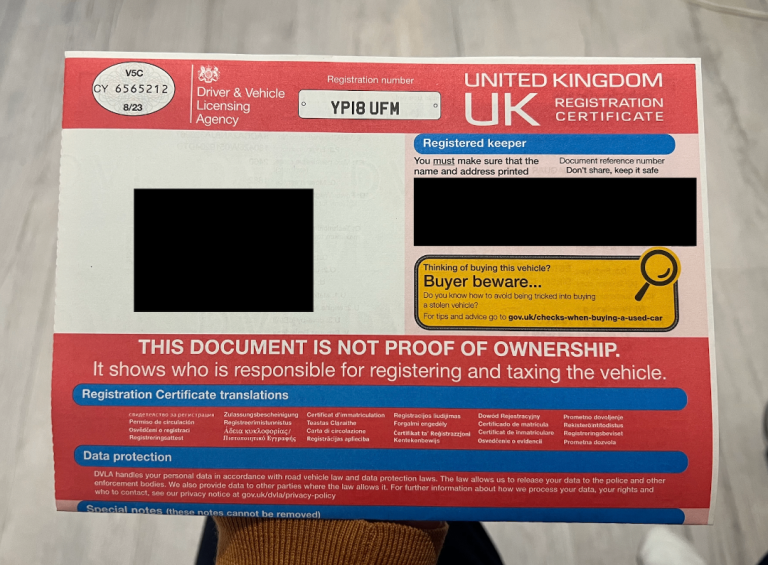 V5C
CY 6565212
8/23
Driver & Vehicle
Licensing
Agency
Registration number
YP18 UFM
UNITED KINGDOM
UK REGISTRATION
CERTIFICATE
Registered keeper
You must make sure that the
name and address printed
Document reference number
Don't share, keep it safe
Thinking of buying this vehicle?
Buyer beware...
Do you know how to avoid being tricked into buying
a stolen vehicle?
For tips and advice go to gov.uk/checks-when-buying-a-used-car
THIS DOCUMENT IS NOT PROOF OF OWNERSHIP.
It shows who is responsible for registering and taxing the vehicle.
Registration Certificate translations
Permiso de circulación
Osvědčení o registraci
Registreringsattest
Zulassungsbescheinigung
Registreerimistunnistus
Άδεια κυκλοφορίας/
Πιστοποιητικό Εγγραφής
Certificat d'immatriculation
Teastas Cláraithe
Carta di circolazione
Reģistrācijas apliecība
Registracijos liudijimas
Forgalmi engedély
Ċertifikat ta' Reġistrazzjoni
Kentekenbewijs
Dowód Rejestracyjny
Certificado de matrícula
Certificat de inmatriculare
Osvedčenie o evidencii
Prometno dovoljenje
Rekisteröintitodistus
Registreringsbeviset
Prometna dozvola
Data protection
DVLA handles your personal data in accordance with road vehicle law and data protection laws. The law allows us to release your data to the police and other
enforcement bodies. We also provide data to other parties where the law allows it. For further information about how we process your data, your rights and
who to contact, see our privacy notice at gov.uk/dvla/privacy-policy
Special notes (these notes cannot be removed)